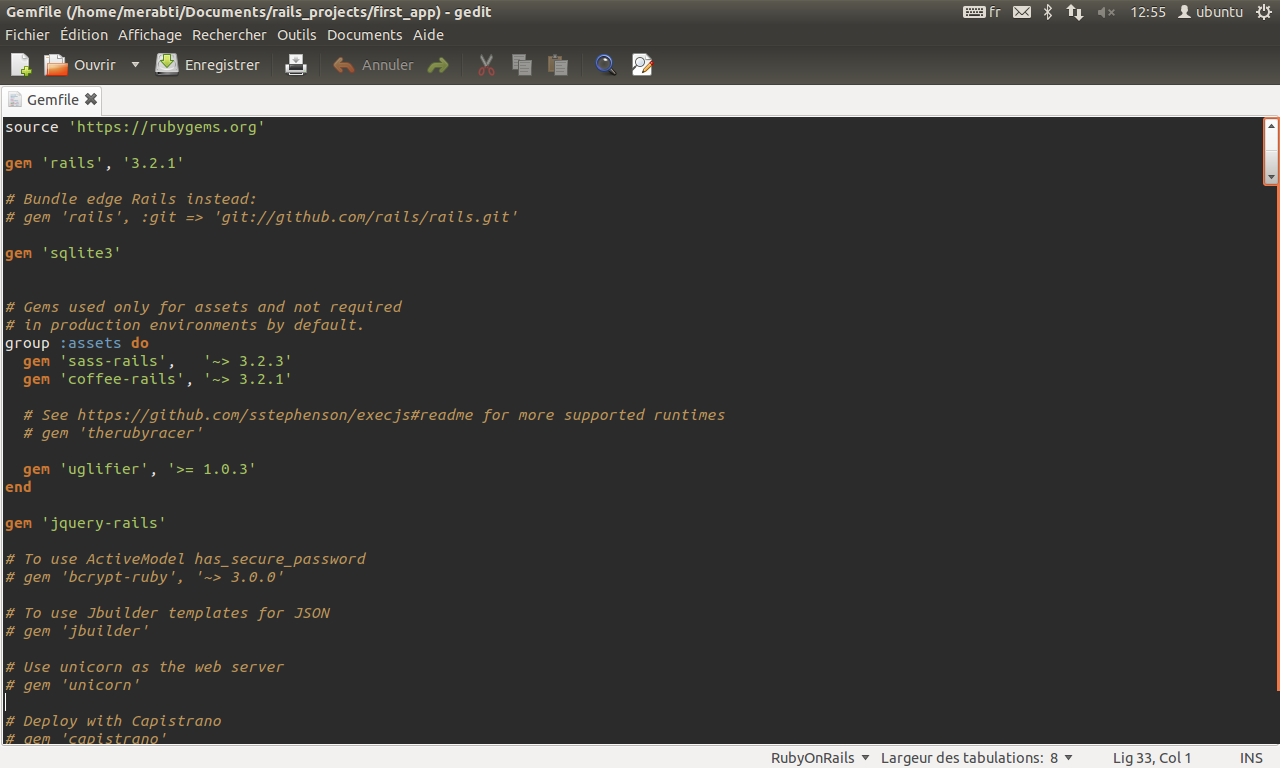 Gemfile (/home/merabti/Documents/rails_projects/first_app) - gedit fr 12:55 ubuntu
Fichier Édition Affichage Rechercher Outils Documents Aide
Ouvrir Enregistrer Annuler
Gemfile
source 'https://rubygems.org'
gem 'rails', '3.2.1'
# Bundle edge Rails instead:
# gem 'rails', :git => 'git://github.com/rails/rails.git'
gem 'sqlite3'
# Gems used only for assets and not required
# in production environments by default.
group :assets do
  gem 'sass-rails',   '~> 3.2.3'
  gem 'coffee-rails', '~> 3.2.1'
  # See https://github.com/sstephenson/execjs#readme for more supported runtimes
  # gem 'therubyracer'
  gem 'uglifier', '>= 1.0.3'
end
gem 'jquery-rails'
# To use ActiveModel has_secure_password
# gem 'bcrypt-ruby', '~> 3.0.0'
# To use Jbuilder templates for JSON
# gem 'jbuilder'
# Use unicorn as the web server
# gem 'unicorn'
# Deploy with Capistrano
# gem 'capistrano'
RubyOnRails Largeur des tabulations: 8 Lig 33, Col 1 INS